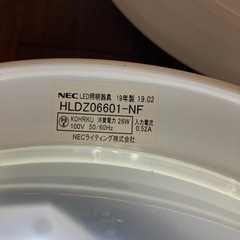 NEC LED照明器具 19年製 19.02
HLDZ06601-NF
KOHRKU 消費電力 26W 入力電流
100V 50/60Hz 0.52A
NECライティング株式会社